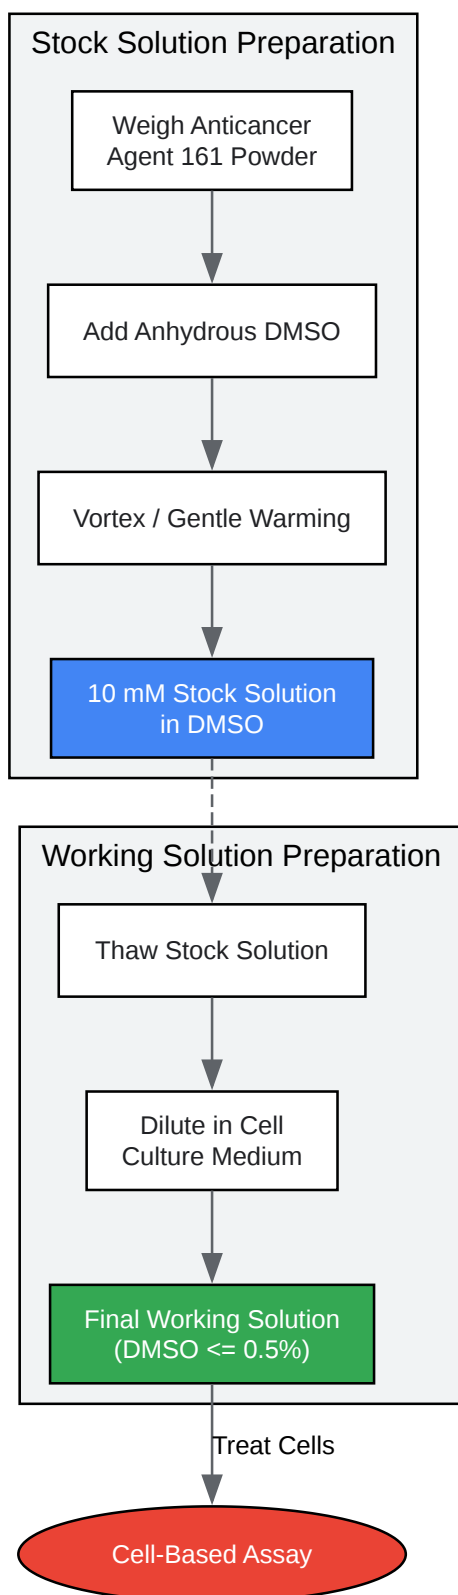 Stock Solution Preparation
Weigh Anticancer
Agent 161 Powder
Add Anhydrous DMSO
Vortex / Gentle Warming
10 mM Stock Solution
in DMSO
Working Solution Preparation
Thaw Stock Solution
Dilute in Cell
Culture Medium
Final Working Solution
(DMSO <= 0.5%)
Treat Cells
Cell-Based Assay